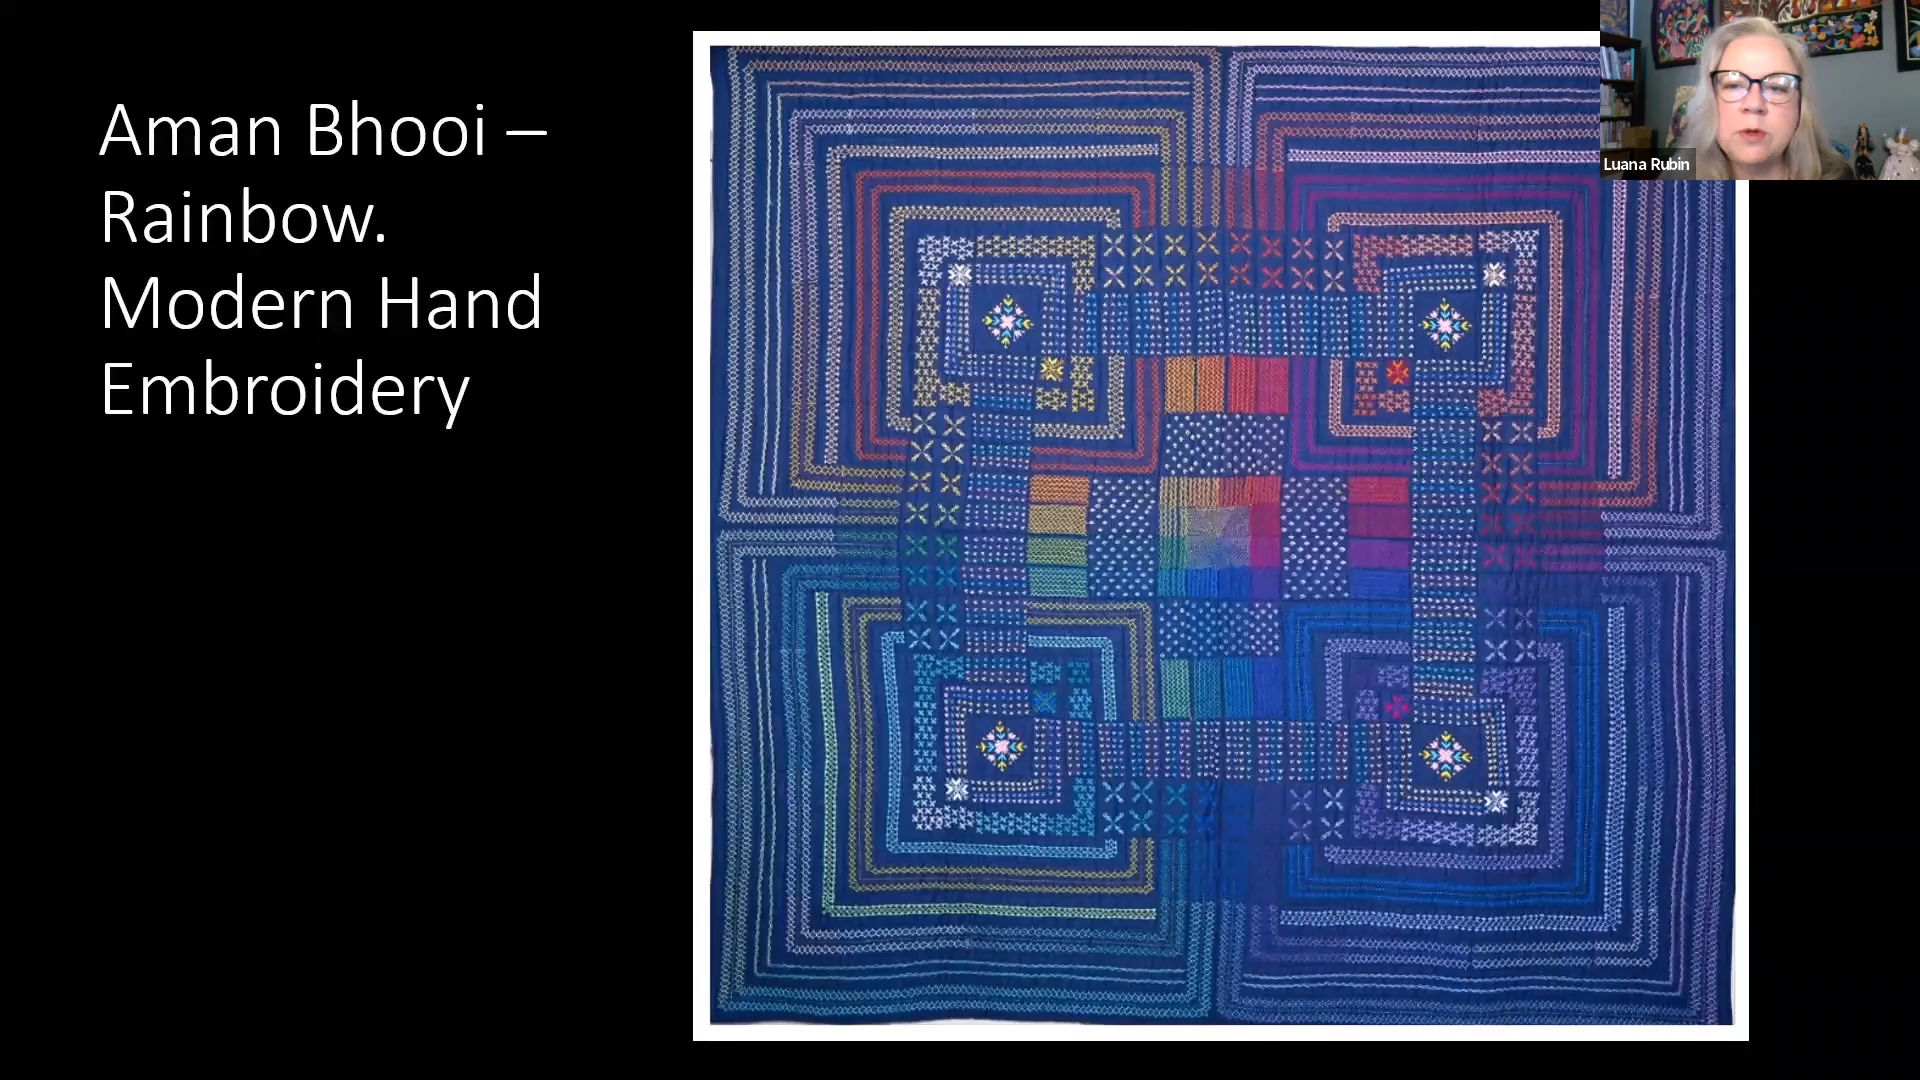 Aman Bhooi –
Rainbow.
Modern Hand
Embroidery
Luana Rubin